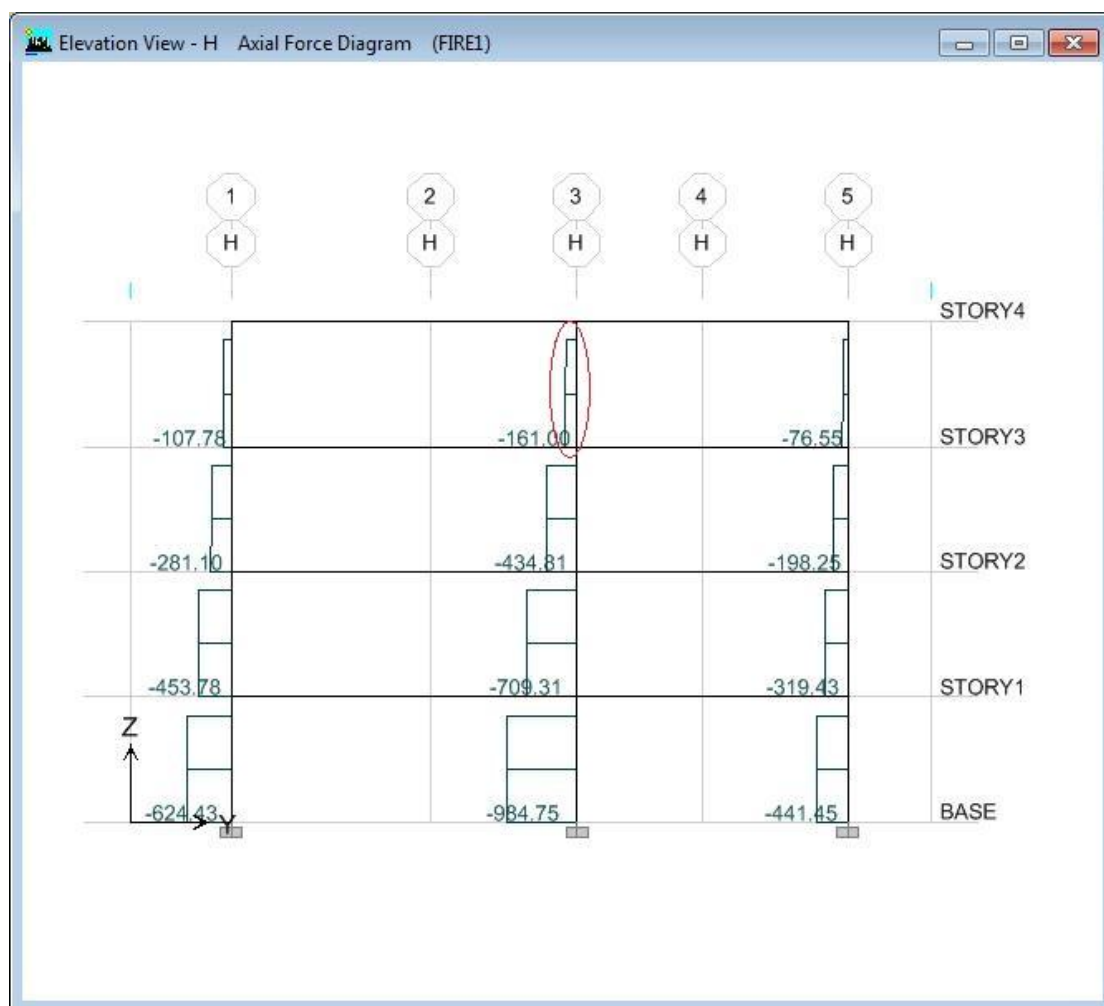 Elevation View - H Axial Force Diagram (FIRE1)
1 2 3 4 5
H H H H H
STORY4
-107.78 -161.00 -76.55 STORY3
-281.10 -434.81 -198.25 STORY2
-453.78 -709.31 -319.43 STORY1
Z
-624.43 -984.75 -441.45 BASE
Y